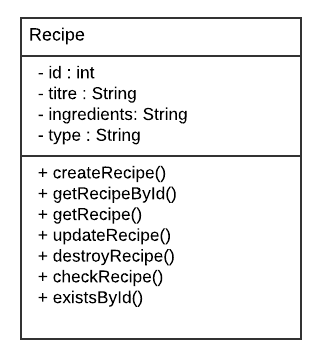 Recipe
- id : int
- titre : String
- ingredients: String
- type : String
+ createRecipe()
+ getRecipeById()
+ getRecipe()
+ updateRecipe()
+ destroyRecipe()
+ checkRecipe()
+ existsById()